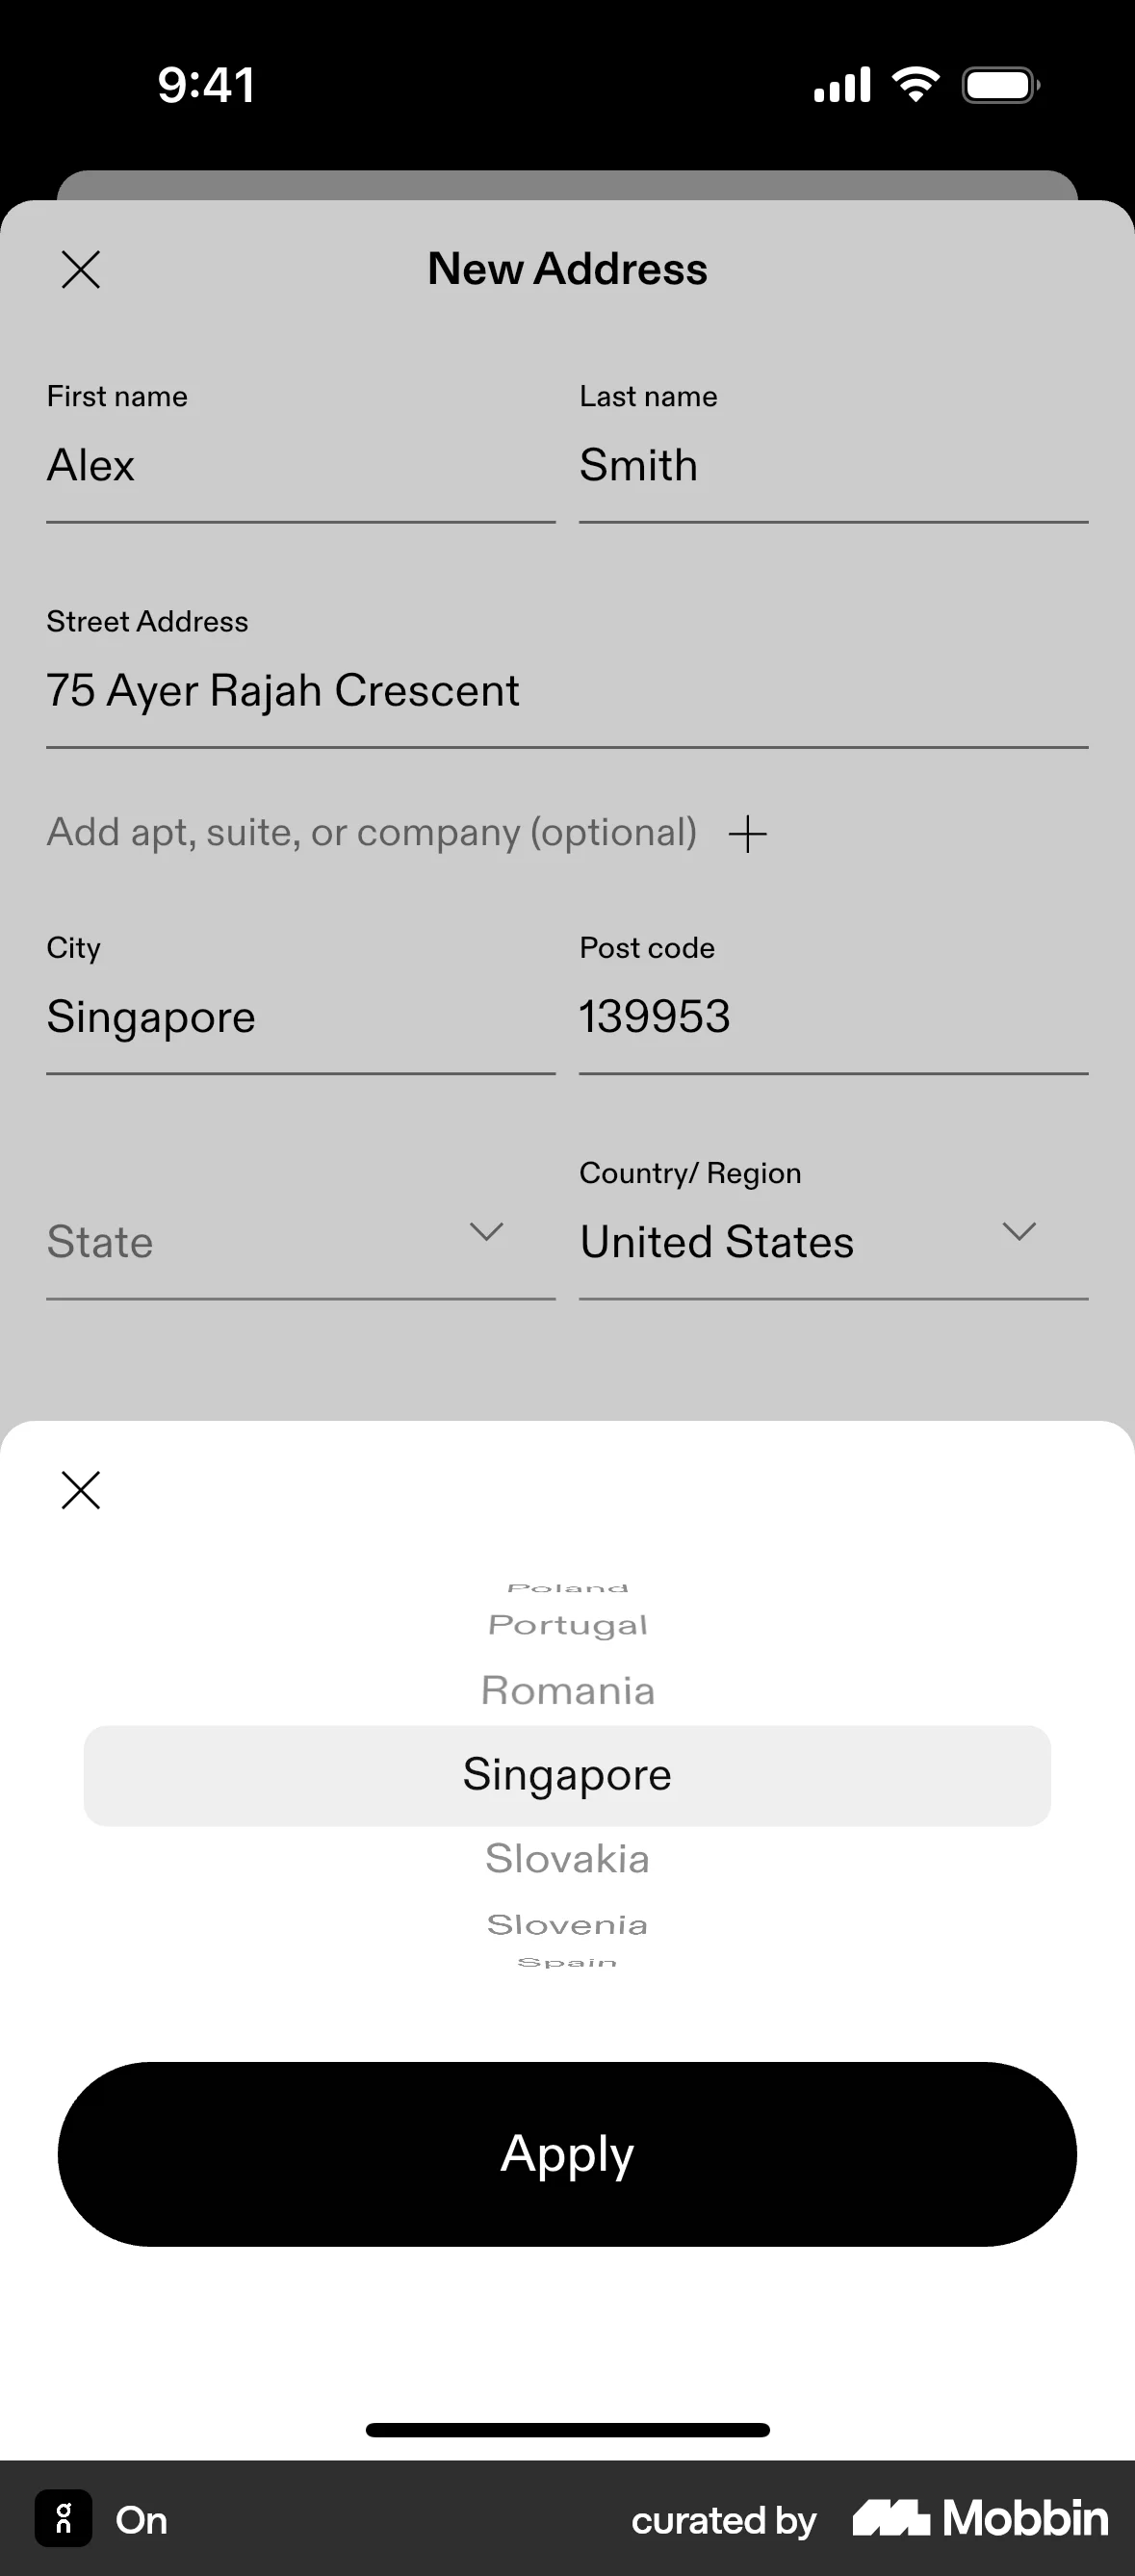 9:41
New Address
First name
Last name
Alex
Smith
Street Address
75 Ayer Rajah Crescent
Add apt, suite, or company (optional)
City
Post code
Singapore
139953
Country/ Region
State
United States
Poland
Portugal
Romania
Singapore
Slovakia
Slovenia
Spain
Apply
On
curated by Mobbin